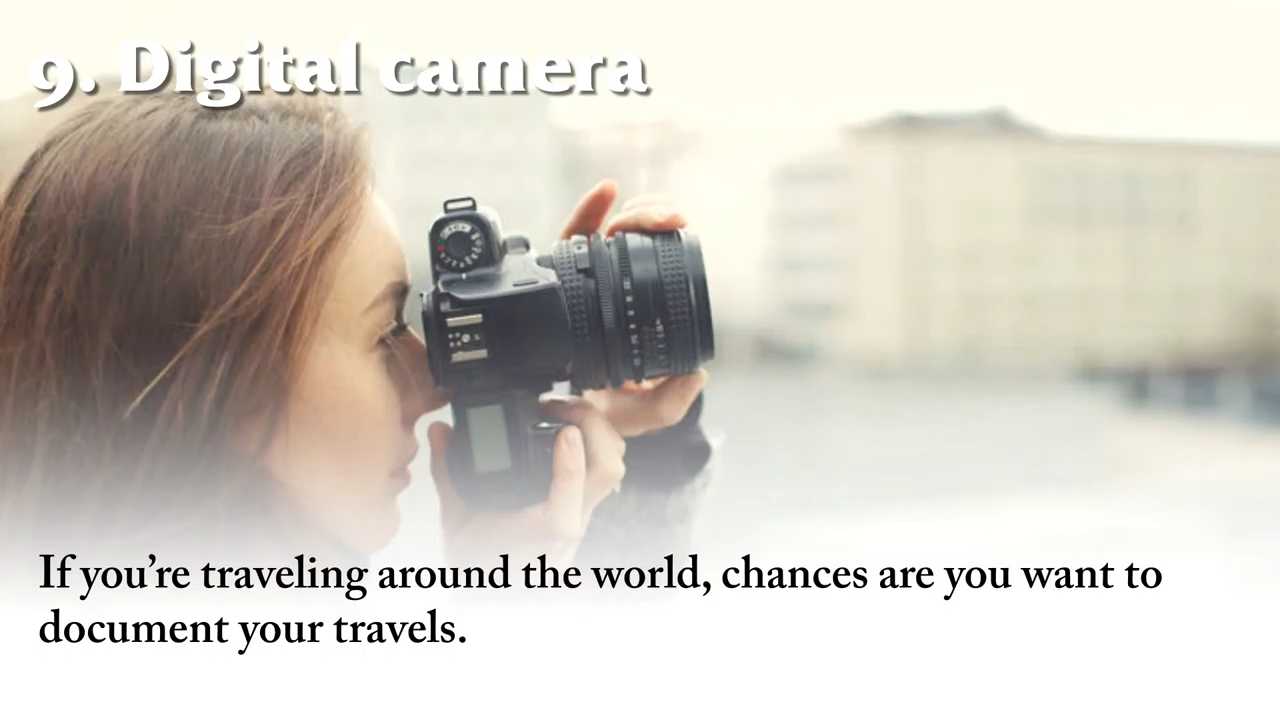 9. Digital camera
If you’re traveling around the world, chances are you want to
document your travels.